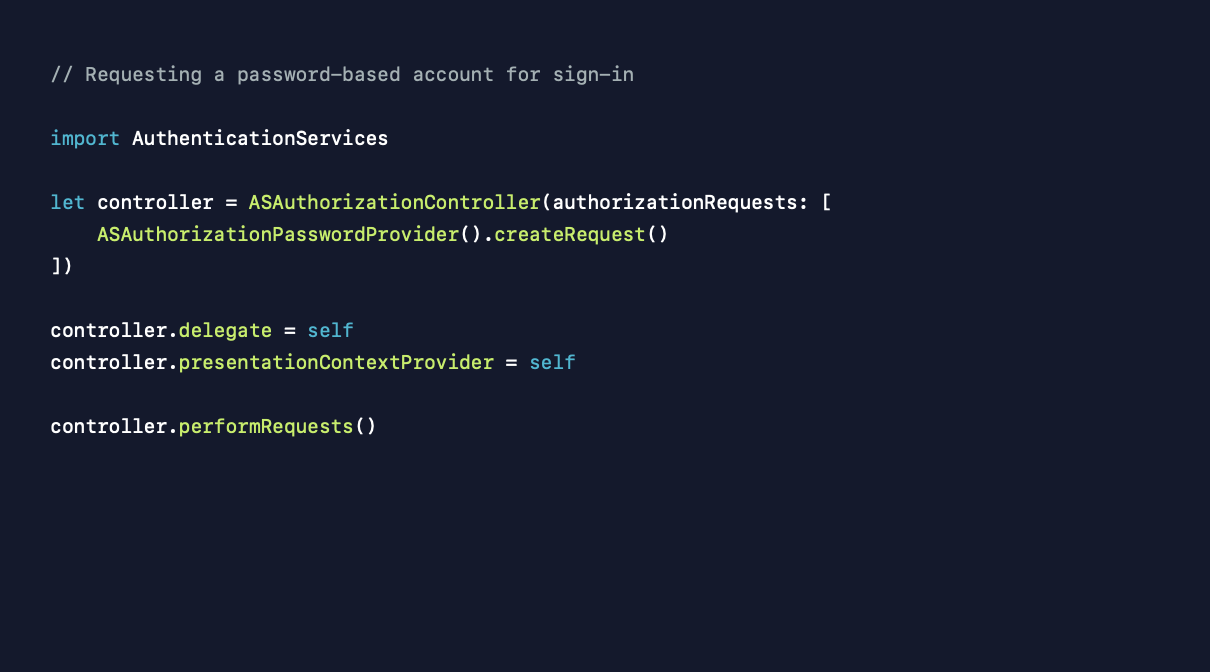 // Requesting a password-based account for sign-in
import AuthenticationServices
let controller = ASAuthorizationController(authorizationRequests: [
    ASAuthorizationPasswordProvider().createRequest()
])
controller.delegate = self
controller.presentationContextProvider = self
controller.performRequests()